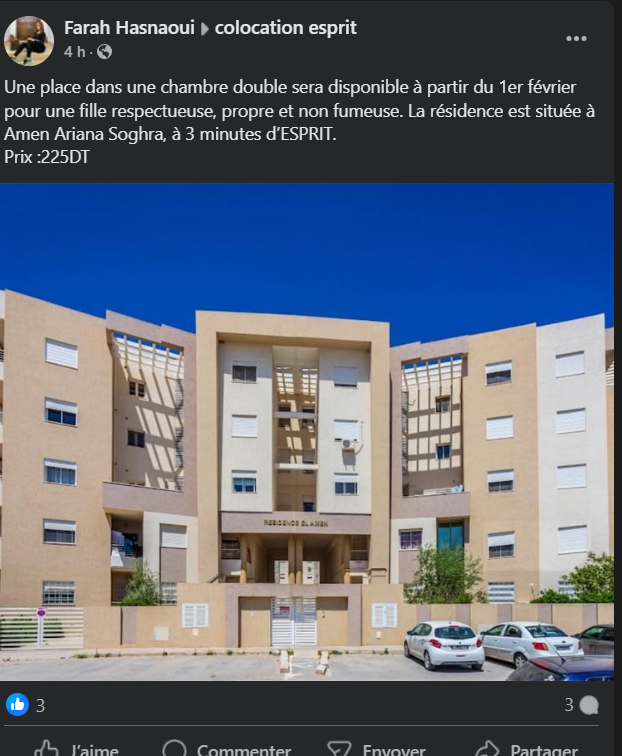 Farah Hasnaoui ▸ colocation esprit
4 h ·
Une place dans une chambre double sera disponible à partir du 1er février
pour une fille respectueuse, propre et non fumeuse. La résidence est située à
Amen Ariana Soghra, à 3 minutes d’ESPRIT.
Prix :225DT
RESIDENCE EL AMEN
3
3
J’aime
Commenter
Envoyer
Partager